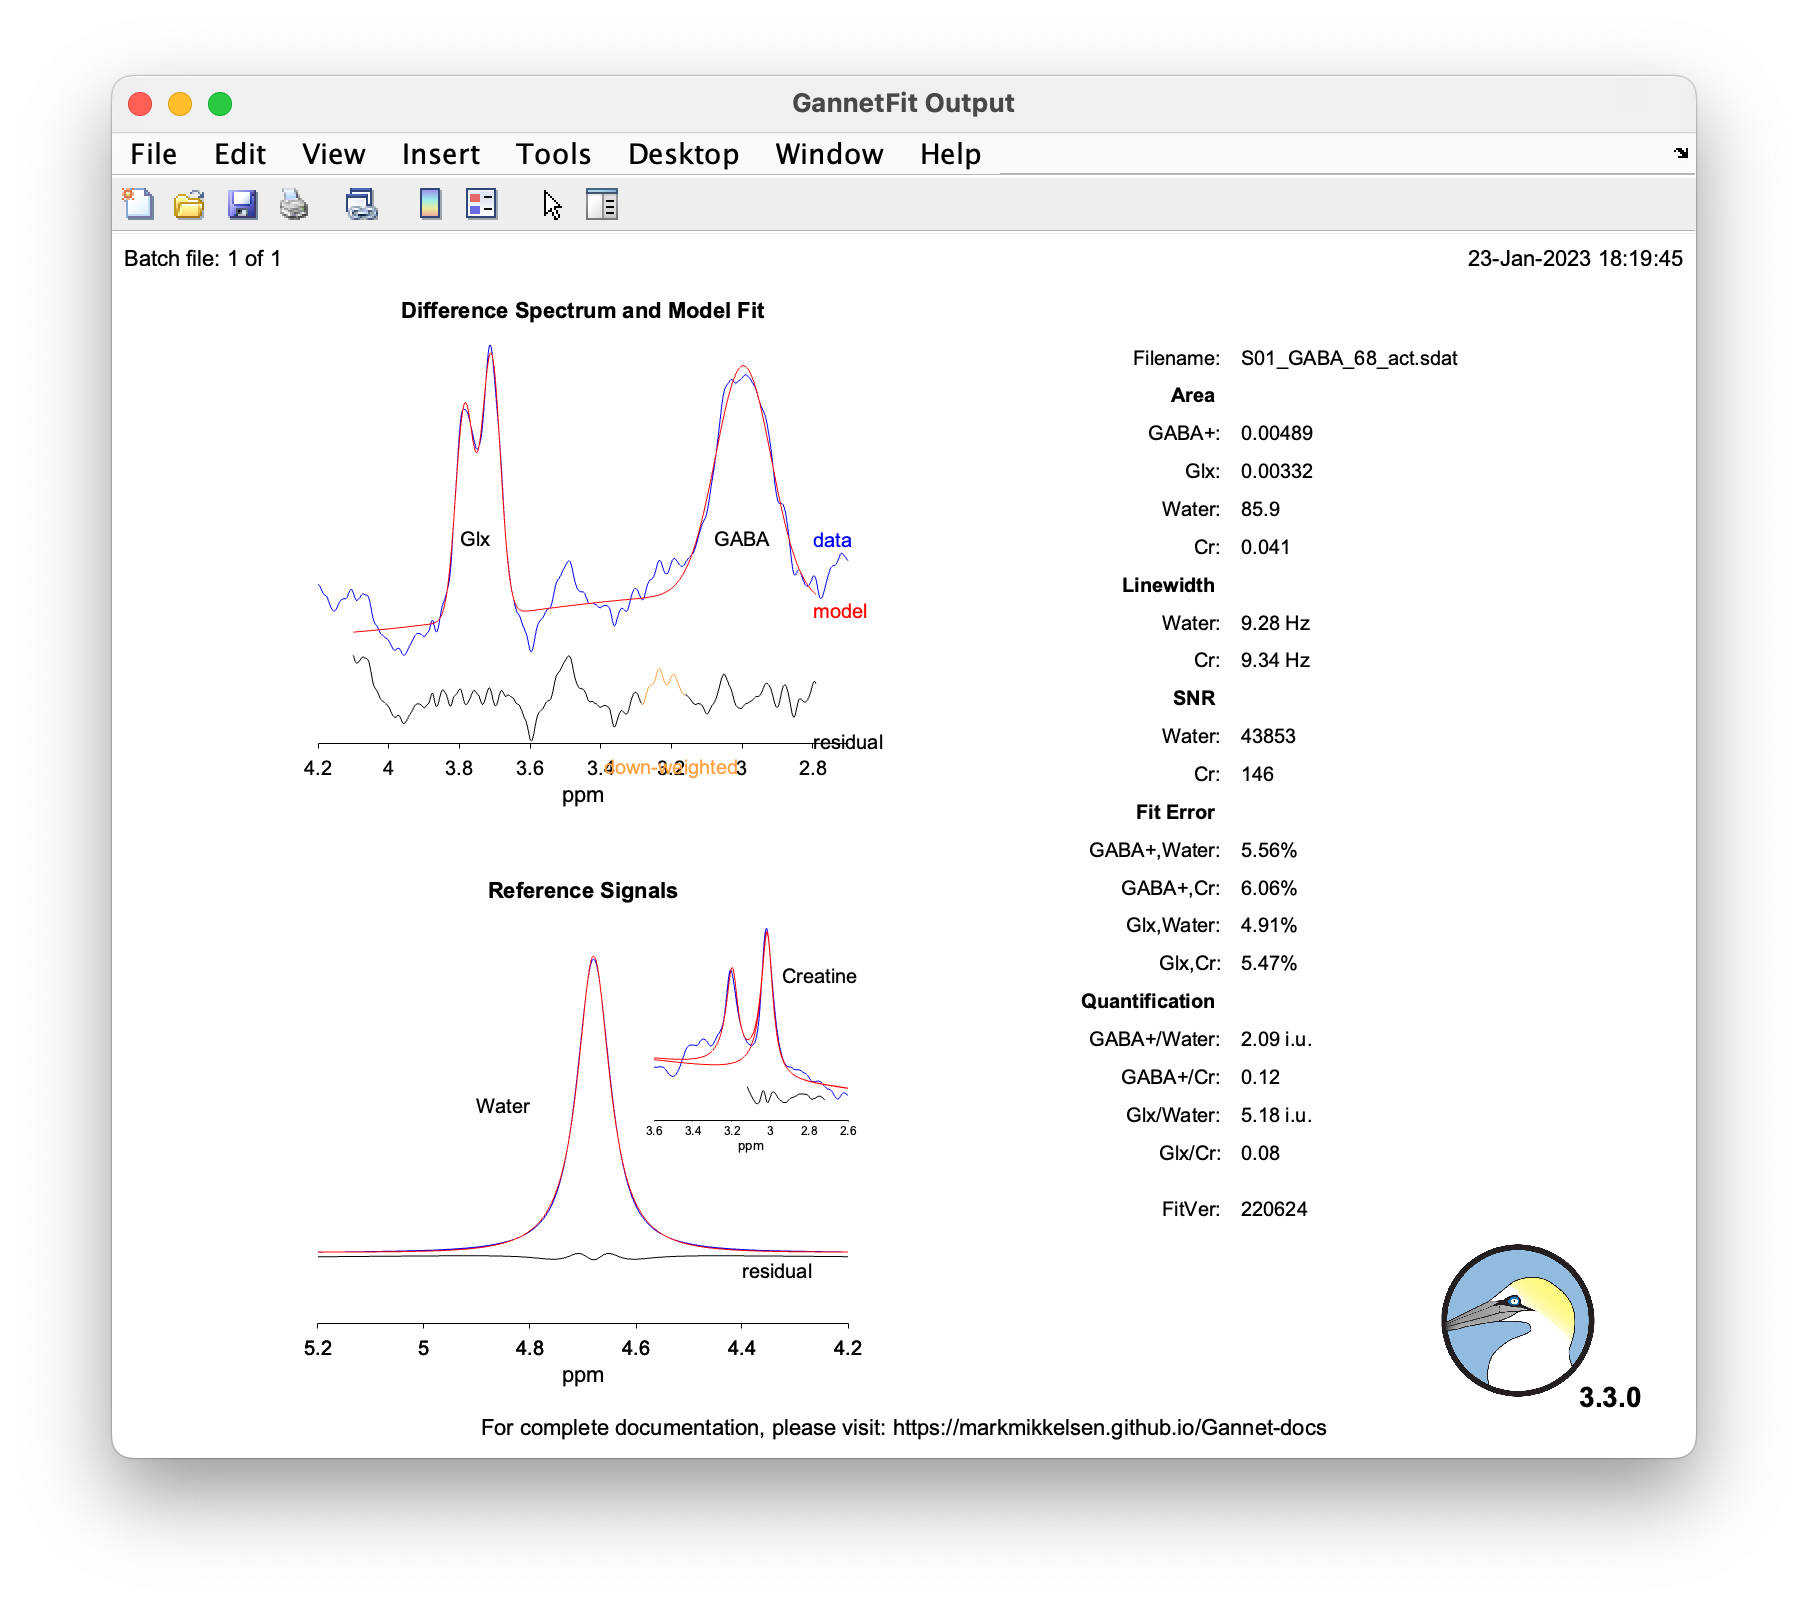 GannetFit Output
File Edit View Insert Tools Desktop Window Help
Batch file: 1 of 1
23-Jan-2023 18:19:45
Difference Spectrum and Model Fit
Glx
GABA
data
model
residual
4.2 4 3.8 3.6 3.4 3.2 3 2.8
down-weighted
ppm
Reference Signals
Creatine
Water
3.6 3.4 3.2 3 2.8 2.6
ppm
residual
5.2 5 4.8 4.6 4.4 4.2
ppm
Filename: S01_GABA_68_act.sdat
Area
GABA+: 0.00489
Glx: 0.00332
Water: 85.9
Cr: 0.041
Linewidth
Water: 9.28 Hz
Cr: 9.34 Hz
SNR
Water: 43853
Cr: 146
Fit Error
GABA+,Water: 5.56%
GABA+,Cr: 6.06%
Glx,Water: 4.91%
Glx,Cr: 5.47%
Quantification
GABA+/Water: 2.09 i.u.
GABA+/Cr: 0.12
Glx/Water: 5.18 i.u.
Glx/Cr: 0.08
FitVer: 220624
3.3.0
For complete documentation, please visit: https://markmikkelsen.github.io/Gannet-docs